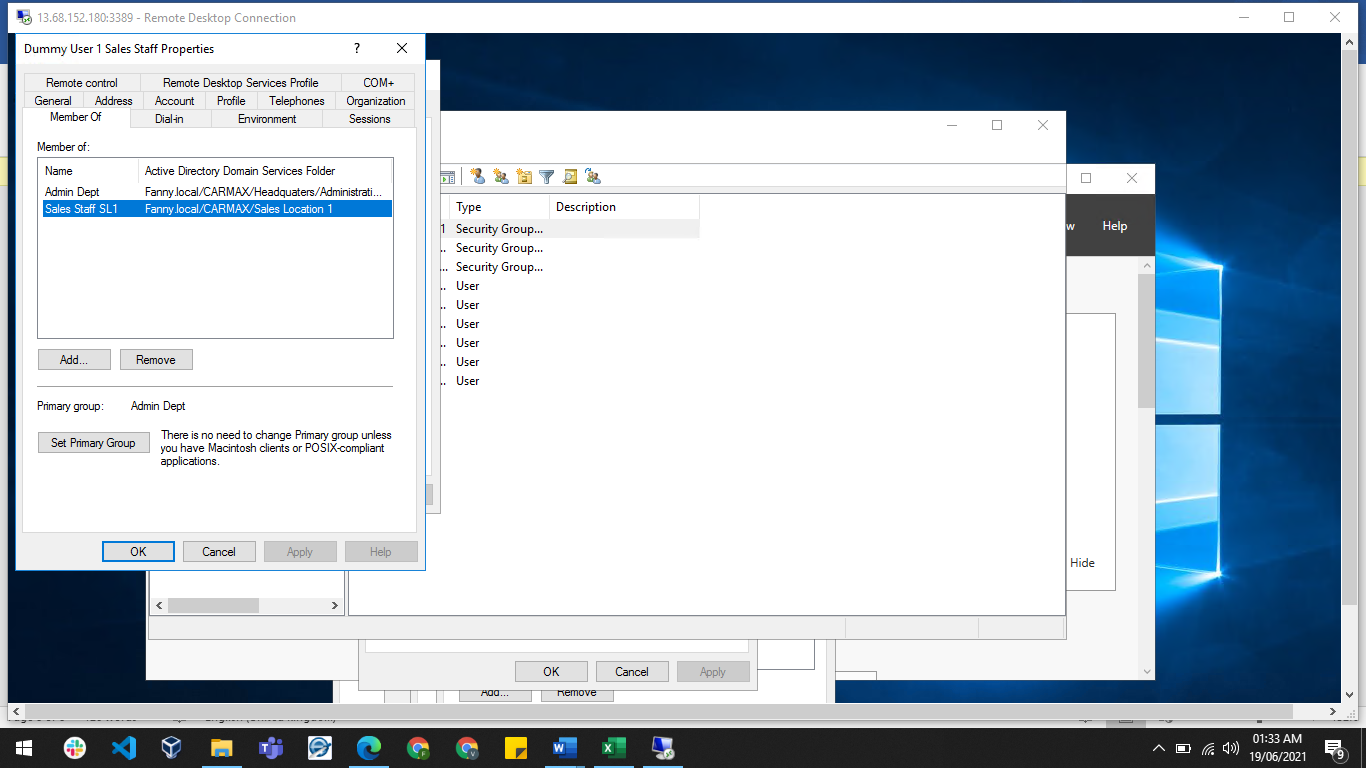 13.68.152.180:3389 - Remote Desktop Connection
Dummy User 1 Sales Staff Properties
?
Remote control Remote Desktop Services Profile COM+
General Address Account Profile Telephones Organization
Member Of Dial-in Environment Sessions
Member of:
Name Active Directory Domain Services Folder
Admin Dept Fanny.local/CARMAX/Headquaters/Administrati...
Sales Staff SL1 Fanny.local/CARMAX/Sales Location 1
Add... Remove
Primary group: Admin Dept
Set Primary Group
There is no need to change Primary group unless
you have Macintosh clients or POSIX-compliant
applications.
OK Cancel Apply Help
Type Description
1 Security Group...
.. Security Group...
... Security Group...
.. User
.. User
.. User
.. User
.. User
.. User
w Help
Hide
OK Cancel Apply
Add... Remove
01:33 AM
19/06/2021
9